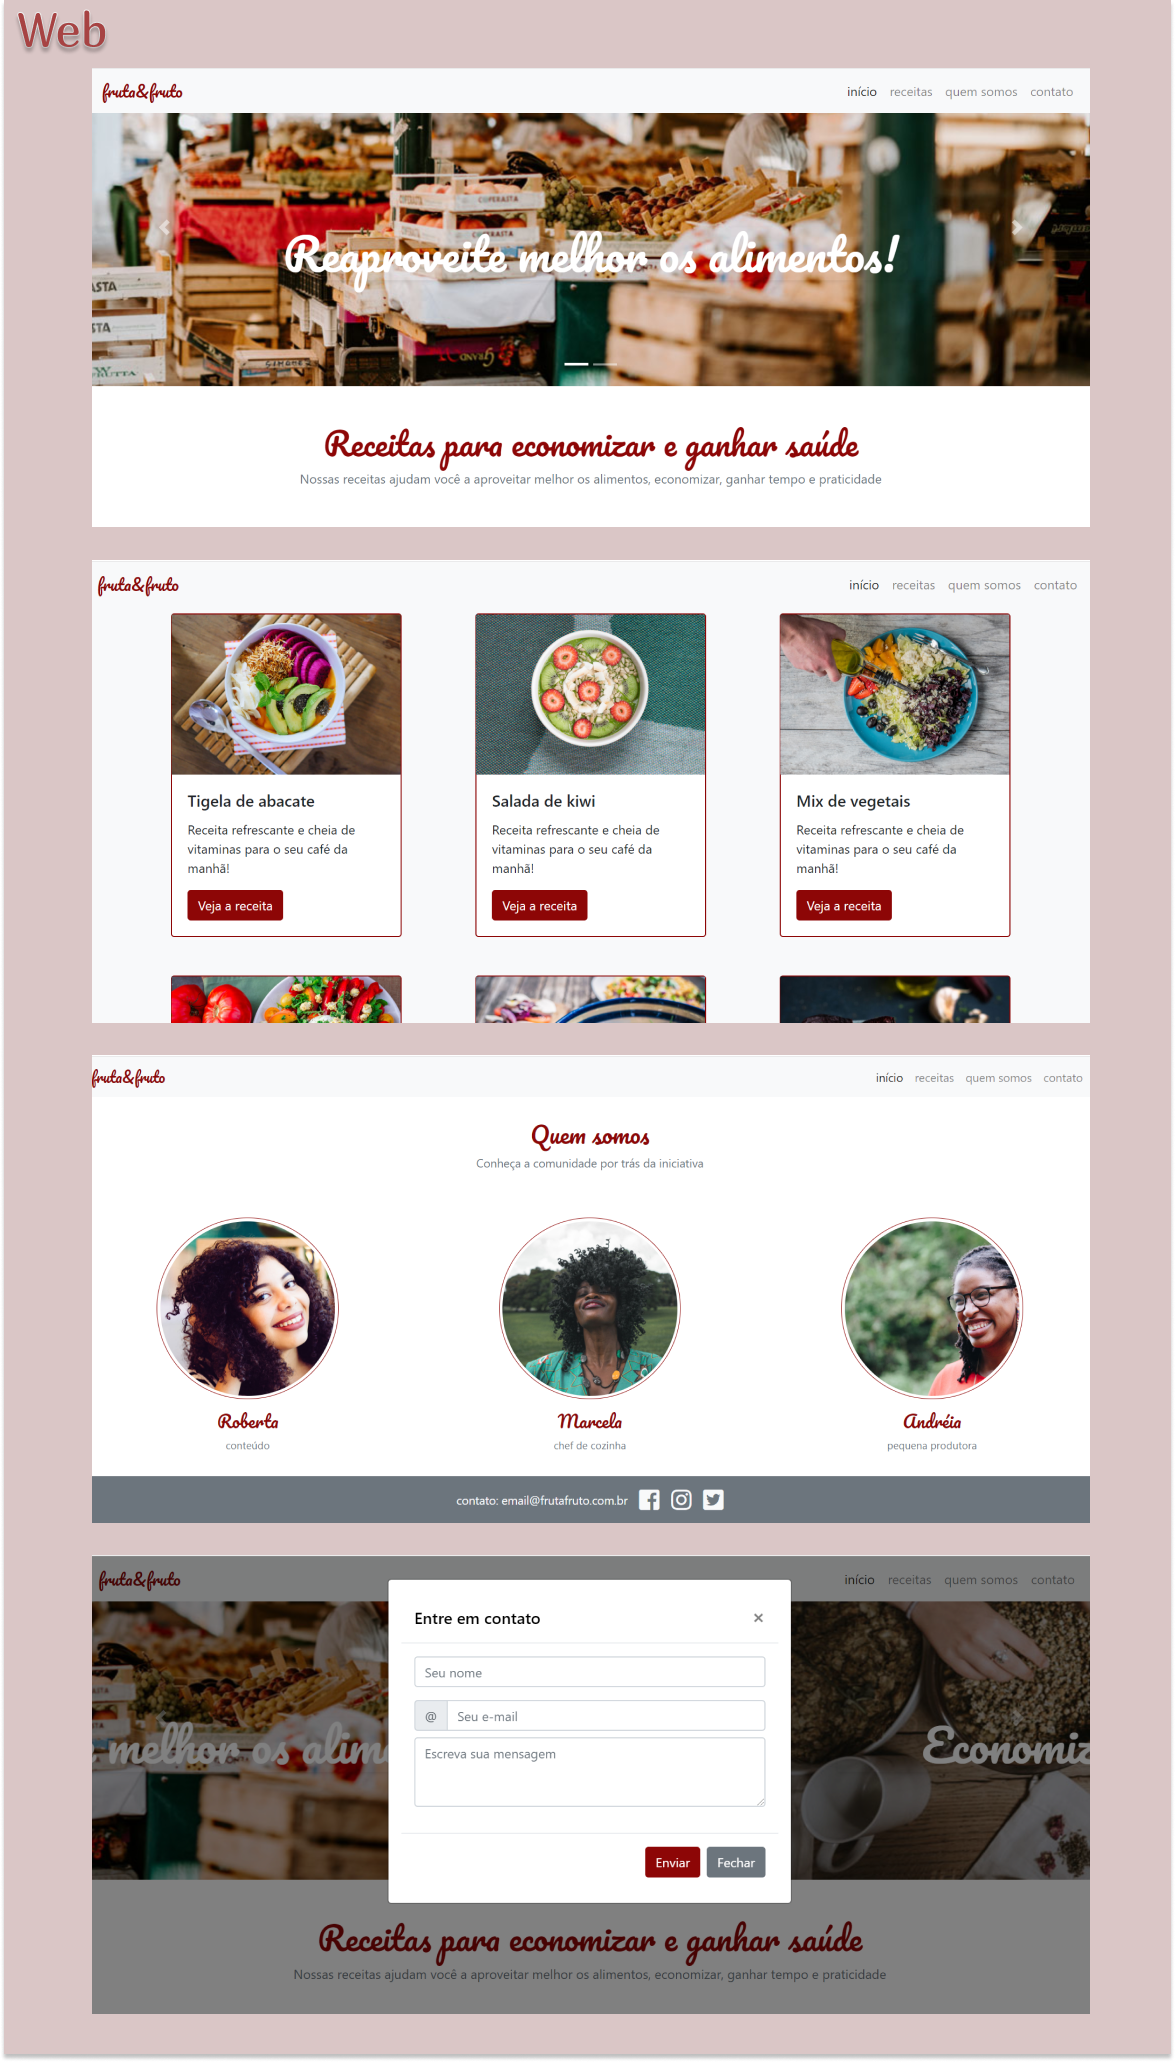 Web
fruta&fruto
início receitas quem somos contato
CUPERASTA
CUPERASTA
Reaproveite melhor os alimentos!
Receitas para economizar e ganhar saúde
Nossas receitas ajudam você a aproveitar melhor os alimentos, economizar, ganhar tempo e praticidade
fruta&fruto
início receitas quem somos contato
Tigela de abacate
Receita refrescante e cheia de
vitaminas para o seu café da
manhã!
Veja a receita
Salada de kiwi
Receita refrescante e cheia de
vitaminas para o seu café da
manhã!
Veja a receita
Mix de vegetais
Receita refrescante e cheia de
vitaminas para o seu café da
manhã!
Veja a receita
fruta&fruto
início receitas quem somos contato
Quem somos
Conheça a comunidade por trás da iniciativa
Roberta
conteúdo
Marcela
chef de cozinha
Andréia
pequena produtora
contato: email@frutafruto.com.br
fruta&fruto
início receitas quem somos contato
Entre em contato
×
Seu nome
@ Seu e-mail
Escreva sua mensagem
Enviar Fechar
melhor os alim
Economiz
Receitas para economizar e ganhar saúde
Nossas receitas ajudam você a aproveitar melhor os alimentos, economizar, ganhar tempo e praticidade